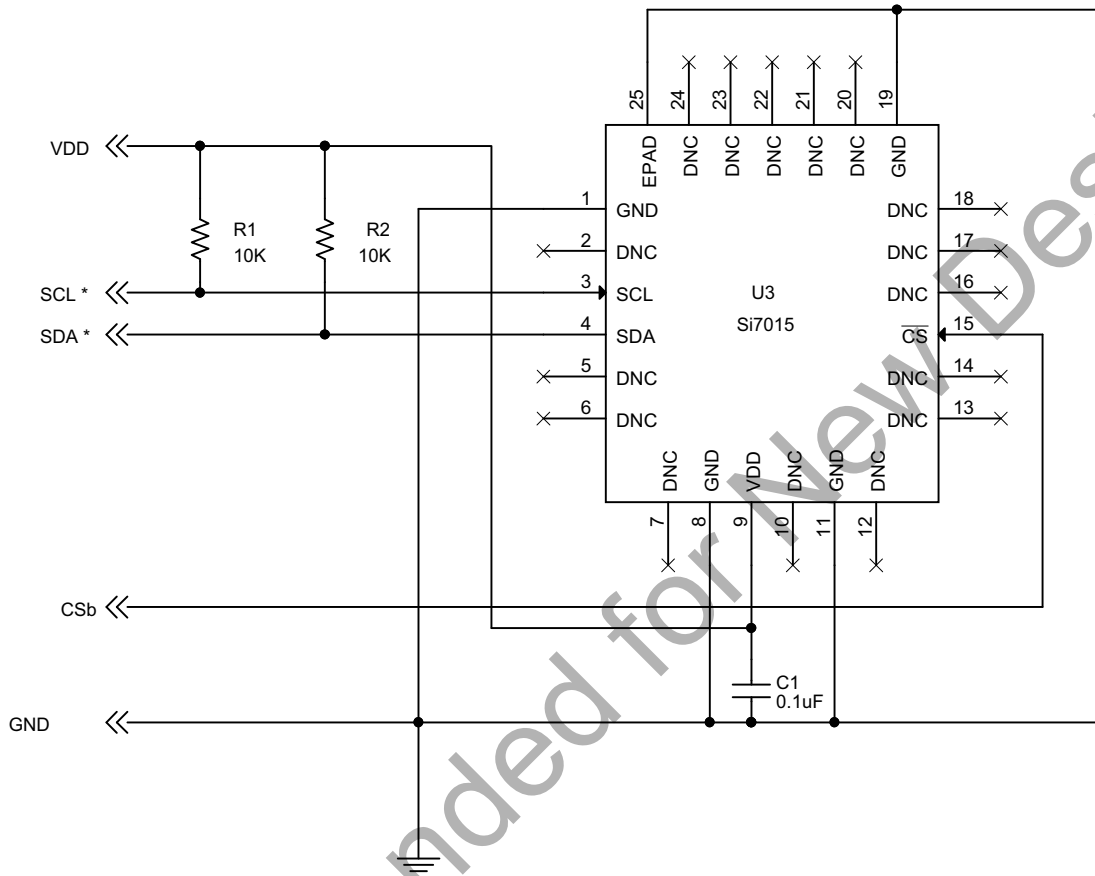 25
24
23
22
21
20
19
EPAD
DNC
DNC
DNC
DNC
DNC
GND
VDD
R1
10K
R2
10K
SCL *
SDA *
1
GND
2
DNC
3
SCL
4
SDA
5
DNC
6
DNC
U3
Si7015
DNC
18
DNC
17
DNC
16
CS
15
DNC
14
DNC
13
DNC
GND
VDD
DNC
GND
DNC
7
8
9
10
11
12
CSb
C1
0.1uF
GND
nded for New Des